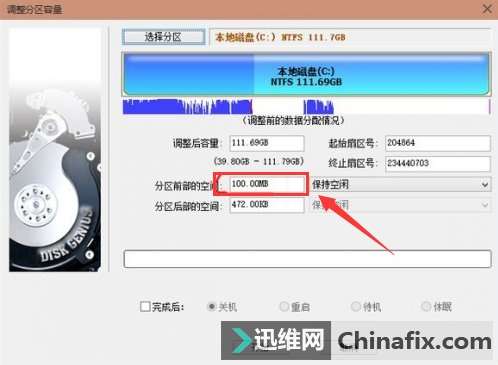 调整分区容量
选择分区 本地磁盘(C:) NTFS 111.7GB
本地磁盘(C:)
NTFS 111.69GB
(调整前的数据分配情况)
调整后容量: 111.69GB 起始扇区号: 204864
(39.80GB - 111.79GB) 终止扇区号: 234440703
分区前部的空间: 100.00MB 保持空闲
分区后部的空间: 472.00KB 保持空闲
DISK GENIUS
完成后: 关机 重启 待机 休眠
迅维网 Chinafix.com